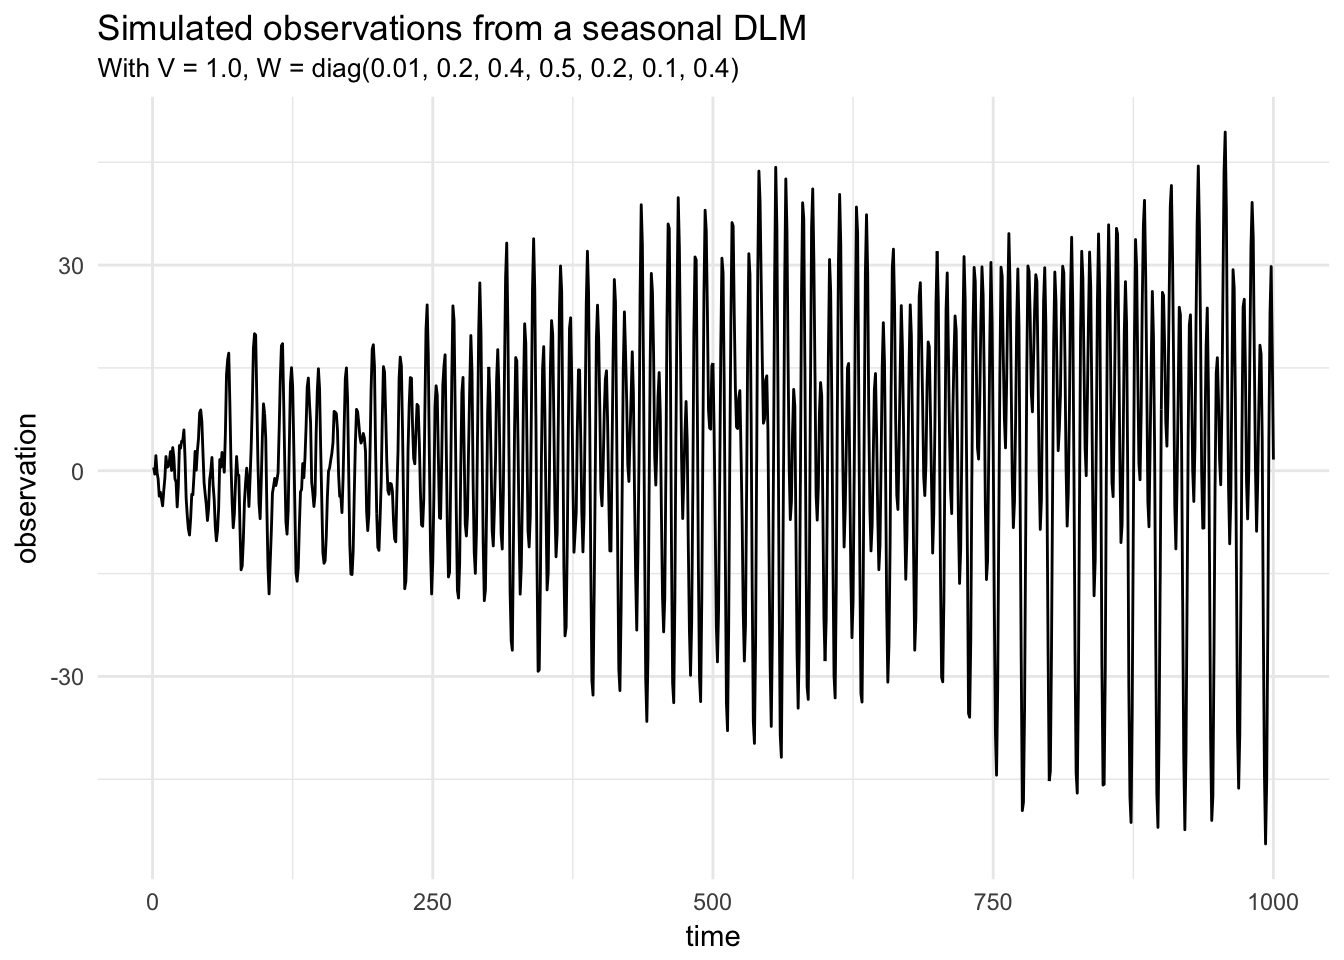 Simulated observations from a seasonal DLM
With V = 1.0, W = diag(0.01, 0.2, 0.4, 0.5, 0.2, 0.1, 0.4)
observation
30
0
-30
0 250 500 750 1000
time